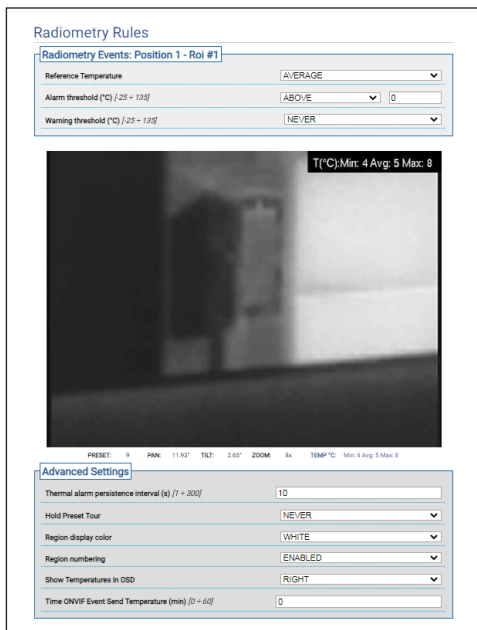 Radiometry Rules
Radiometry Events: Position 1 - Roi #1
Reference Temperature AVERAGE
Alarm threshold (°C) [-25 ÷ 135] ABOVE 0
Warning threshold (°C) [-25 ÷ 135] NEVER
T(°C):Min: 4 Avg: 5 Max: 8
PRESET: 9 PAN: 11.93° TILT: 2.65° ZOOM: 8x TEMP °C: Min: 4 Avg: 5 Max: 8
Advanced Settings
Thermal alarm persistence interval (s) [1 ÷ 300] 10
Hold Preset Tour NEVER
Region display color WHITE
Region numbering ENABLED
Show Temperatures in OSD RIGHT
Time ONVIF Event Send Temperature (min) [0 ÷ 60] 0